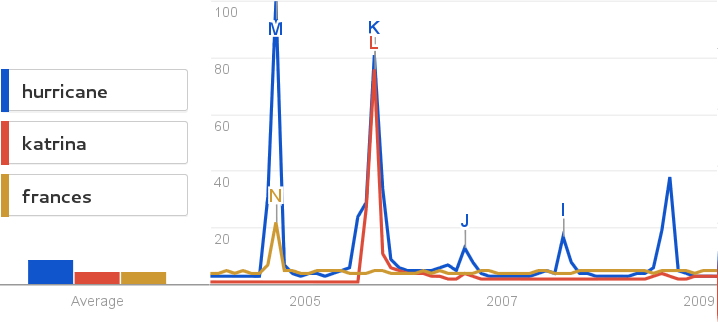 hurricane
katrina
frances
Average
100
80
60
40
20
M
N
K
L
J
I
2005
2007
2009